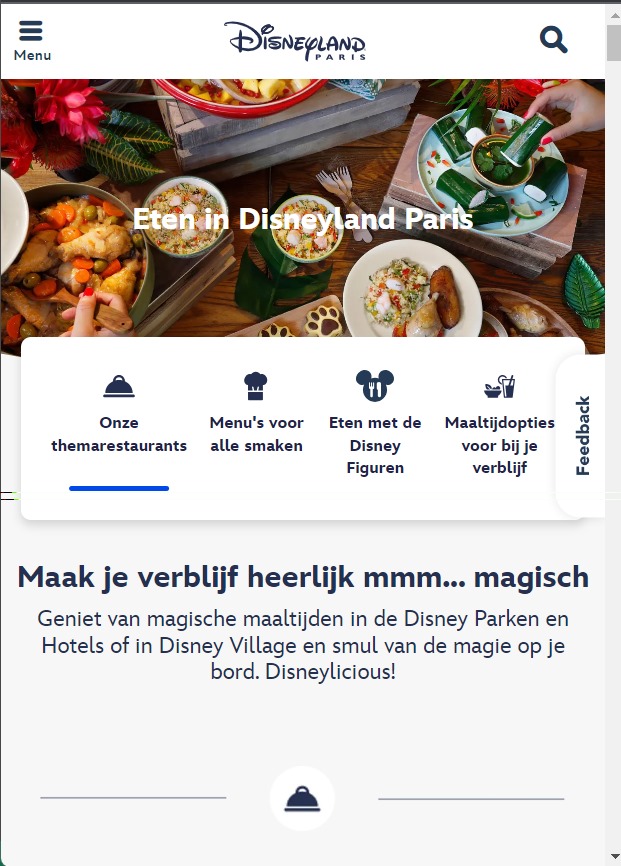 Menu
Disneyland
PARIS
Eten in Disneyland Paris
Onze
themarestaurants
Menu's voor
alle smaken
Eten met de
Disney
Figuren
Maaltijdopties
voor bij je
verblijf
Feedback
Maak je verblijf heerlijk mmm... magisch
Geniet van magische maaltijden in de Disney Parken en
Hotels of in Disney Village en smul van de magie op je
bord. Disneylicious!